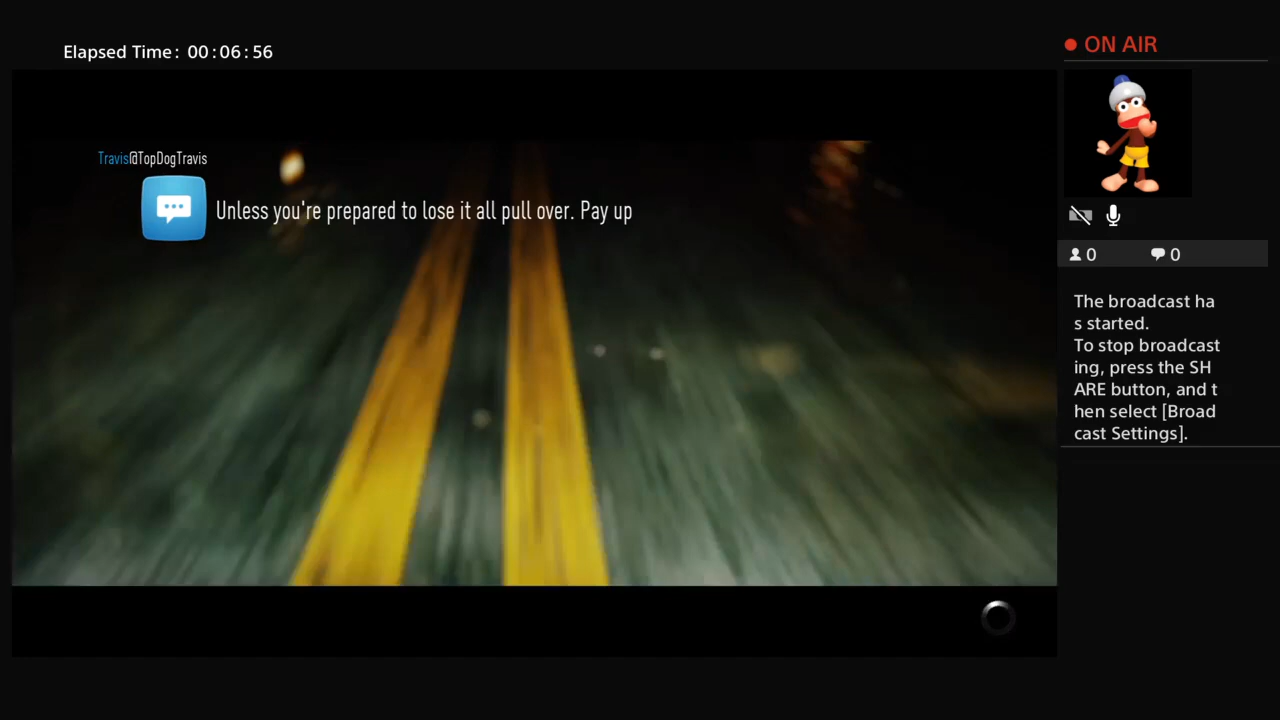 Elapsed Time: 00:06:56
ON AIR
Travis@TopDogTravis
Unless you're prepared to lose it all pull over. Pay up
0 0
The broadcast ha
s started.
To stop broadcast
ing, press the SH
ARE button, and t
hen select [Broad
cast Settings].